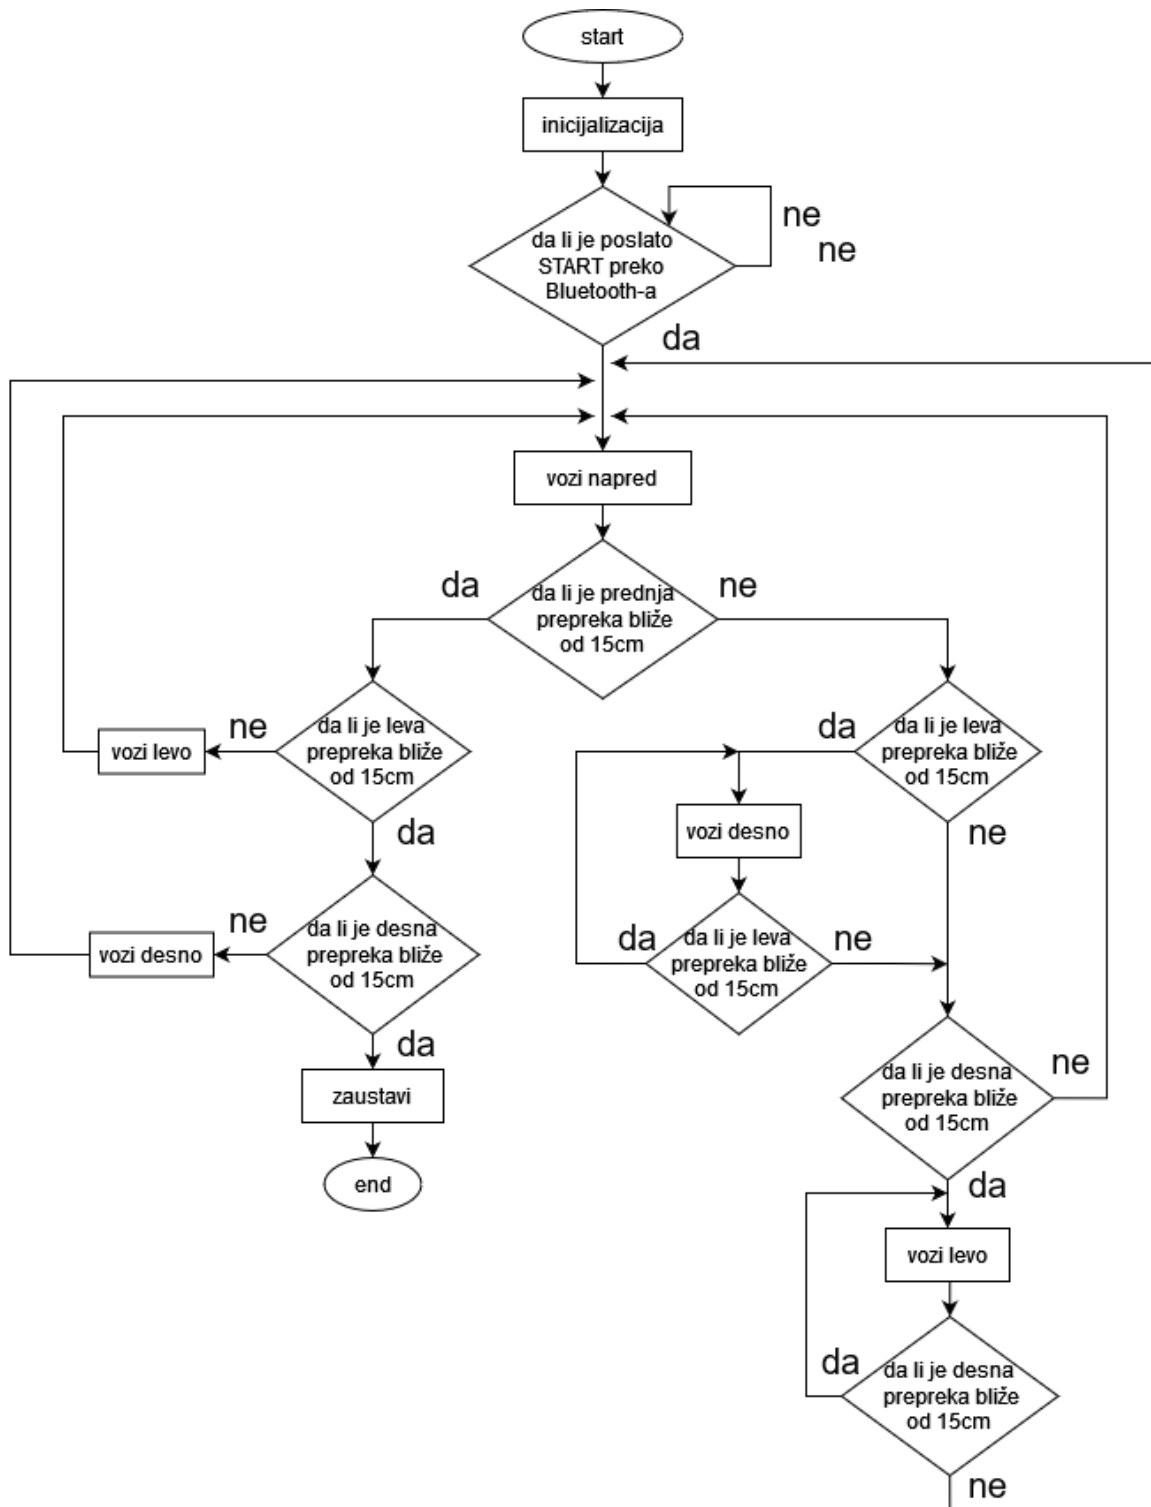 start
inicijalizacija
da li je poslato
START preko
Bluetooth-a
ne
ne
da
vozi napred
da li je prednja
prepreka bliže
od 15cm
da
ne
da li je leva
prepreka bliže
od 15cm
ne
vozi levo
da
da li je desna
prepreka bliže
od 15cm
ne
vozi desno
da
zaustavi
end
da li je leva
prepreka bliže
od 15cm
da
ne
vozi desno
da li je leva
prepreka bliže
od 15cm
da
ne
da li je desna
prepreka bliže
od 15cm
ne
da
vozi levo
da li je desna
prepreka bliže
od 15cm
da
ne